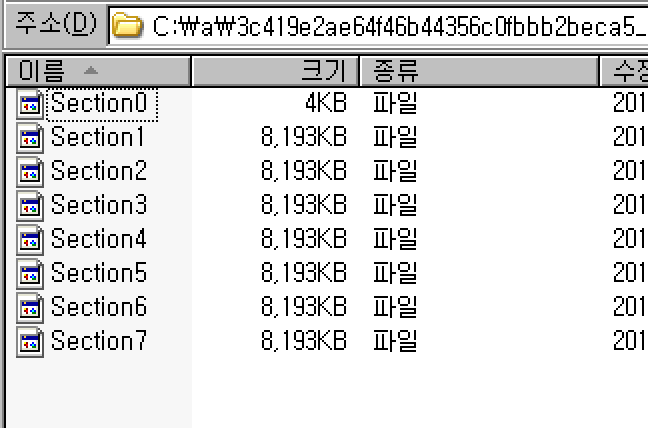 주소(D) C:₩a₩3c419e2ae64f46b44356c0fbbb2beca5_
이름 크기 종류 수정
Section0 4KB 파일 201
Section1 8,193KB 파일 201
Section2 8,193KB 파일 201
Section3 8,193KB 파일 201
Section4 8,193KB 파일 201
Section5 8,193KB 파일 201
Section6 8,193KB 파일 201
Section7 8,193KB 파일 201